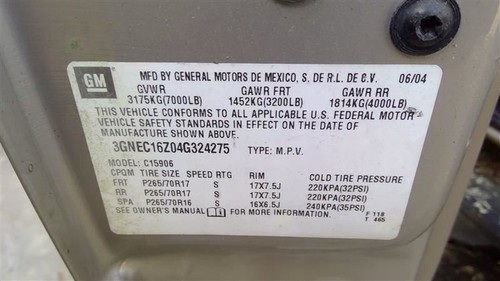 GM
MFD BY GENERAL MOTORS DE MEXICO, S. DE R.L. DE C.V. 06/04
GVWR GAWR FRT GAWR RR
3175KG(7000LB) 1452KG(3200LB) 1814KG(4000LB)
THIS VEHICLE CONFORMS TO ALL APPLICABLE U.S. FEDERAL MOTOR
VEHICLE SAFETY STANDARDS IN EFFECT ON THE DATE OF
MANUFACTURE SHOWN ABOVE.
3GNEC16Z04G324275 TYPE: M.P.V.
MODEL: C15906
CPQM TIRE SIZE SPEED RTG RIM COLD TIRE PRESSURE
FRT P265/70R17 S 17X7.5J 220KPA(32PSI)
RR P265/70R17 S 17X7.5J 220KPA(32PSI)
SPA P265/70R16 S 16X6.5J 240KPA(35PSI)
SEE OWNER'S MANUAL FOR MORE INFORMATION. F 118
T 465